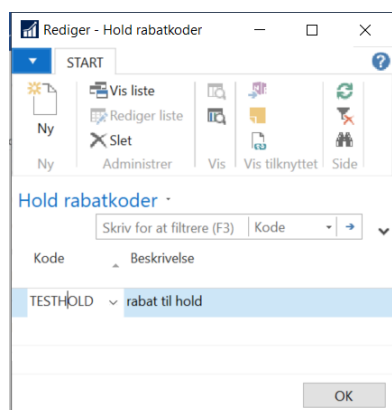 Rediger - Hold rabatkoder
START
Ny
Vis liste
Rediger liste
Slet
Ny
Administrer
Vis
Vis tilknyttet
Side
Hold rabatkoder
Skriv for at filtrere (F3)
Kode
Kode
Beskrivelse
TESTHOLD
rabat til hold
OK